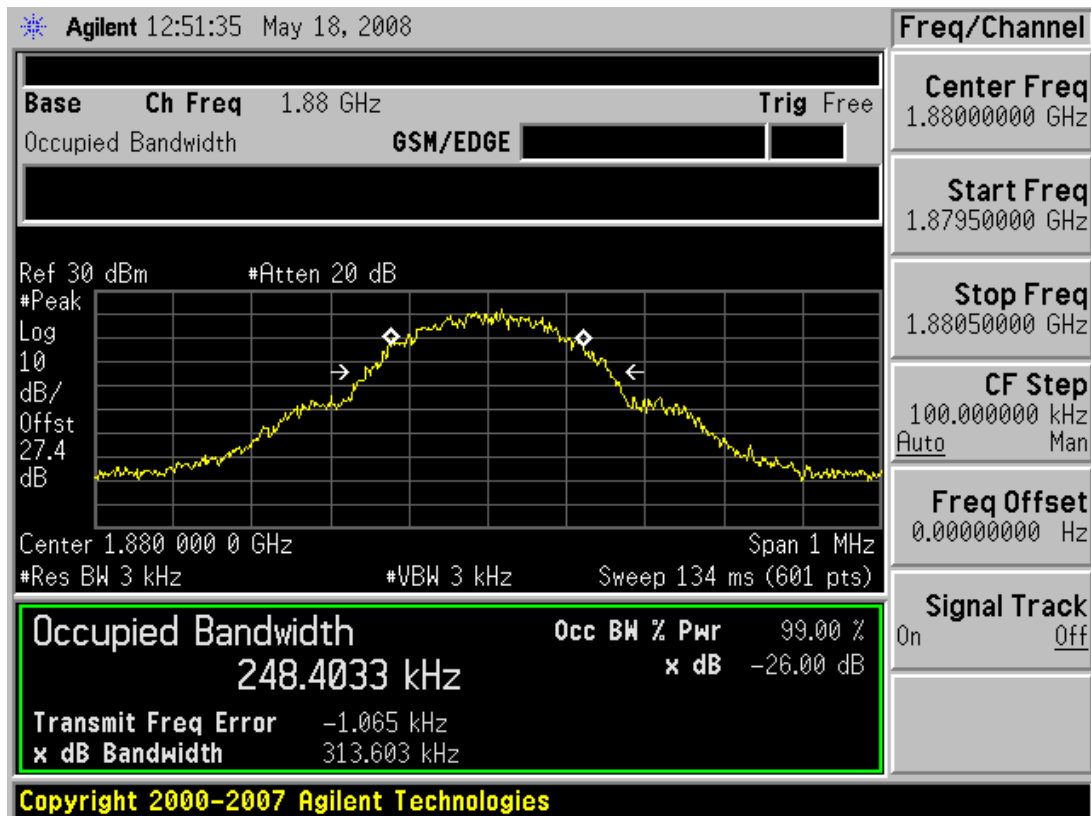 Agilent 12:51:35 May 18, 2008
Base Ch Freq 1.88 GHz Trig Free
Occupied Bandwidth GSM/EDGE
Ref 30 dBm #Atten 20 dB
#Peak
Log
10
dB/
Offst
27.4
dB
Center 1.880 000 0 GHz Span 1 MHz
#Res BW 3 kHz #VBW 3 kHz Sweep 134 ms (601 pts)
Occupied Bandwidth
248.4033 kHz
Occ BW % Pwr 99.00 %
x dB -26.00 dB
Transmit Freq Error -1.065 kHz
x dB Bandwidth 313.603 kHz
Copyright 2000-2007 Agilent Technologies
Freq/Channel
Center Freq
1.88000000 GHz
Start Freq
1.87950000 GHz
Stop Freq
1.88050000 GHz
CF Step
100.000000 kHz
Auto Man
Freq Offset
0.00000000 Hz
Signal Track
On Off